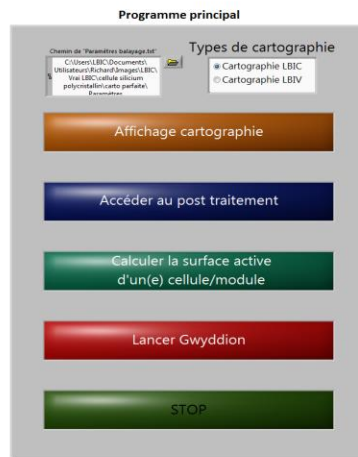 Programme principal
Chemin de "Paramètres balayage.txt"
C:\Users\LBIC\Documents\
Utilisateurs\Richard\Images\LBIC\
Vrai LBIC\cellule silicium
polycristallin\carto parfaite\
Paramètres
Types de cartographie
Cartographie LBIC
Cartographie LBIV
Affichage cartographie
Accéder au post traitement
Calculer la surface active
d'un(e) cellule/module
Lancer Gwyddion
STOP